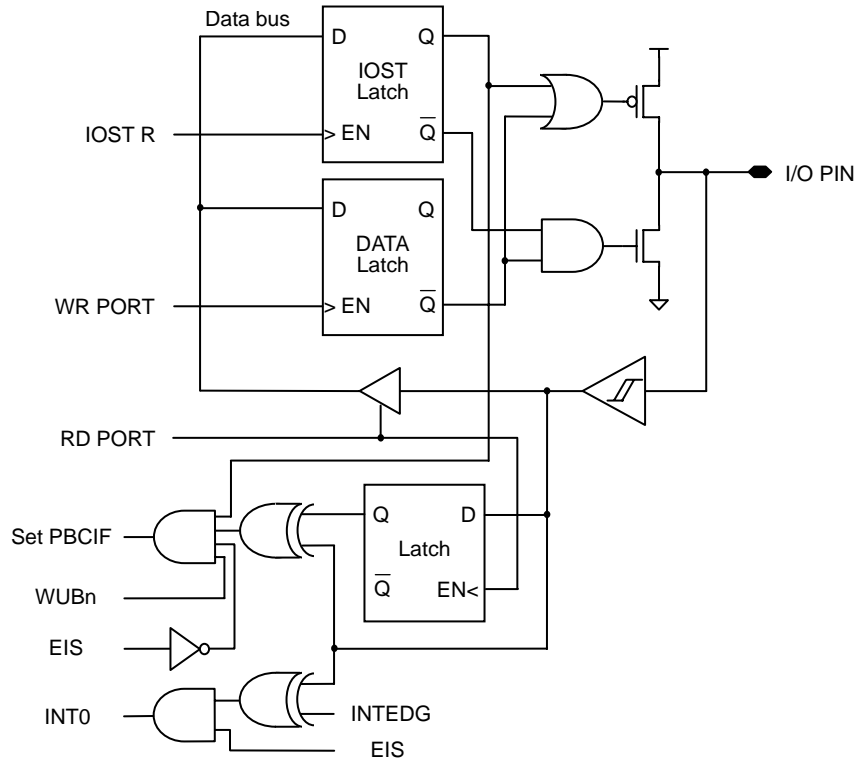 Data bus
D Q
IOST
Latch
IOST R
> EN Q
I/O PIN
D Q
DATA
Latch
WR PORT
> EN Q
RD PORT
Set PBCIF
Q D
Latch
Q EN<
WUBn
EIS
INT0
INTEDG
EIS